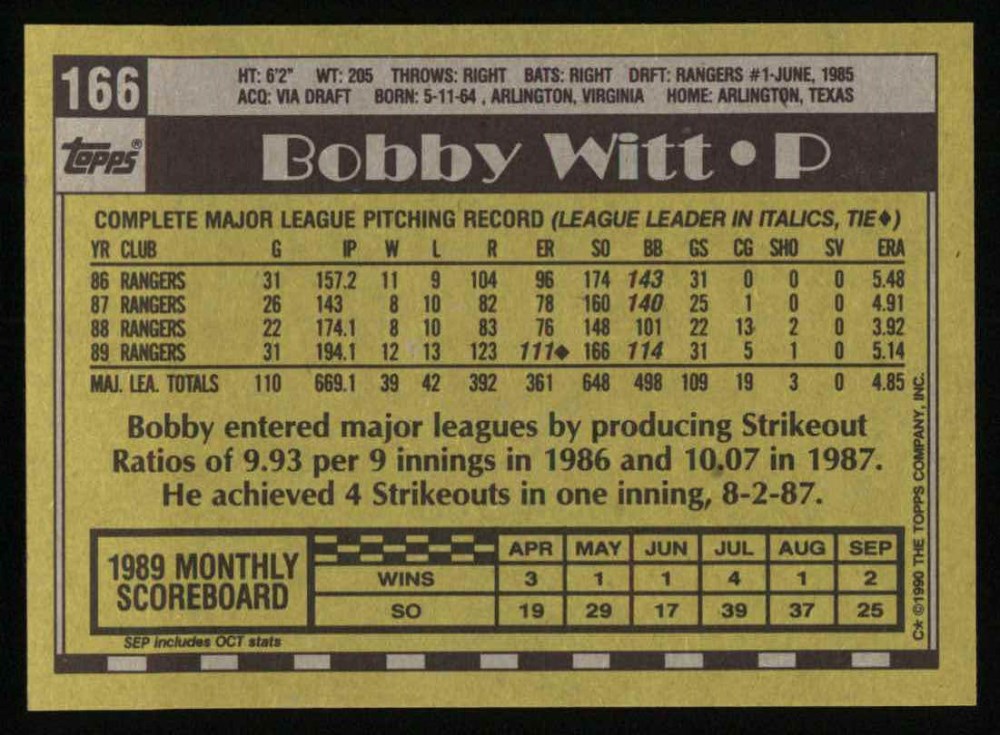 166
HT: 6'2" WT: 205 THROWS: RIGHT BATS: RIGHT DRFT: RANGERS #1-JUNE, 1985
ACQ: VIA DRAFT BORN: 5-11-64 , ARLINGTON, VIRGINIA HOME: ARLINGTON, TEXAS
topps®
Bobby Witt • P
COMPLETE MAJOR LEAGUE PITCHING RECORD (LEAGUE LEADER IN ITALICS, TIE♦)
YR CLUB G IP W L R ER SO BB GS CG SHO SV ERA
86 RANGERS 31 157.2 11 9 104 96 174 143 31 0 0 0 5.48
87 RANGERS 26 143 8 10 82 78 160 140 25 1 0 0 4.91
88 RANGERS 22 174.1 8 10 83 76 148 101 22 13 2 0 3.92
89 RANGERS 31 194.1 12 13 123 111♦ 166 114 31 5 1 0 5.14
MAJ. LEA. TOTALS 110 669.1 39 42 392 361 648 498 109 19 3 0 4.85
Bobby entered major leagues by producing Strikeout
Ratios of 9.93 per 9 innings in 1986 and 10.07 in 1987.
He achieved 4 Strikeouts in one inning, 8-2-87.
1989 MONTHLY
SCOREBOARD
APR MAY JUN JUL AUG SEP
WINS 3 1 1 4 1 2
SO 19 29 17 39 37 25
SEP includes OCT stats
C* ©1990 THE TOPPS COMPANY, INC.